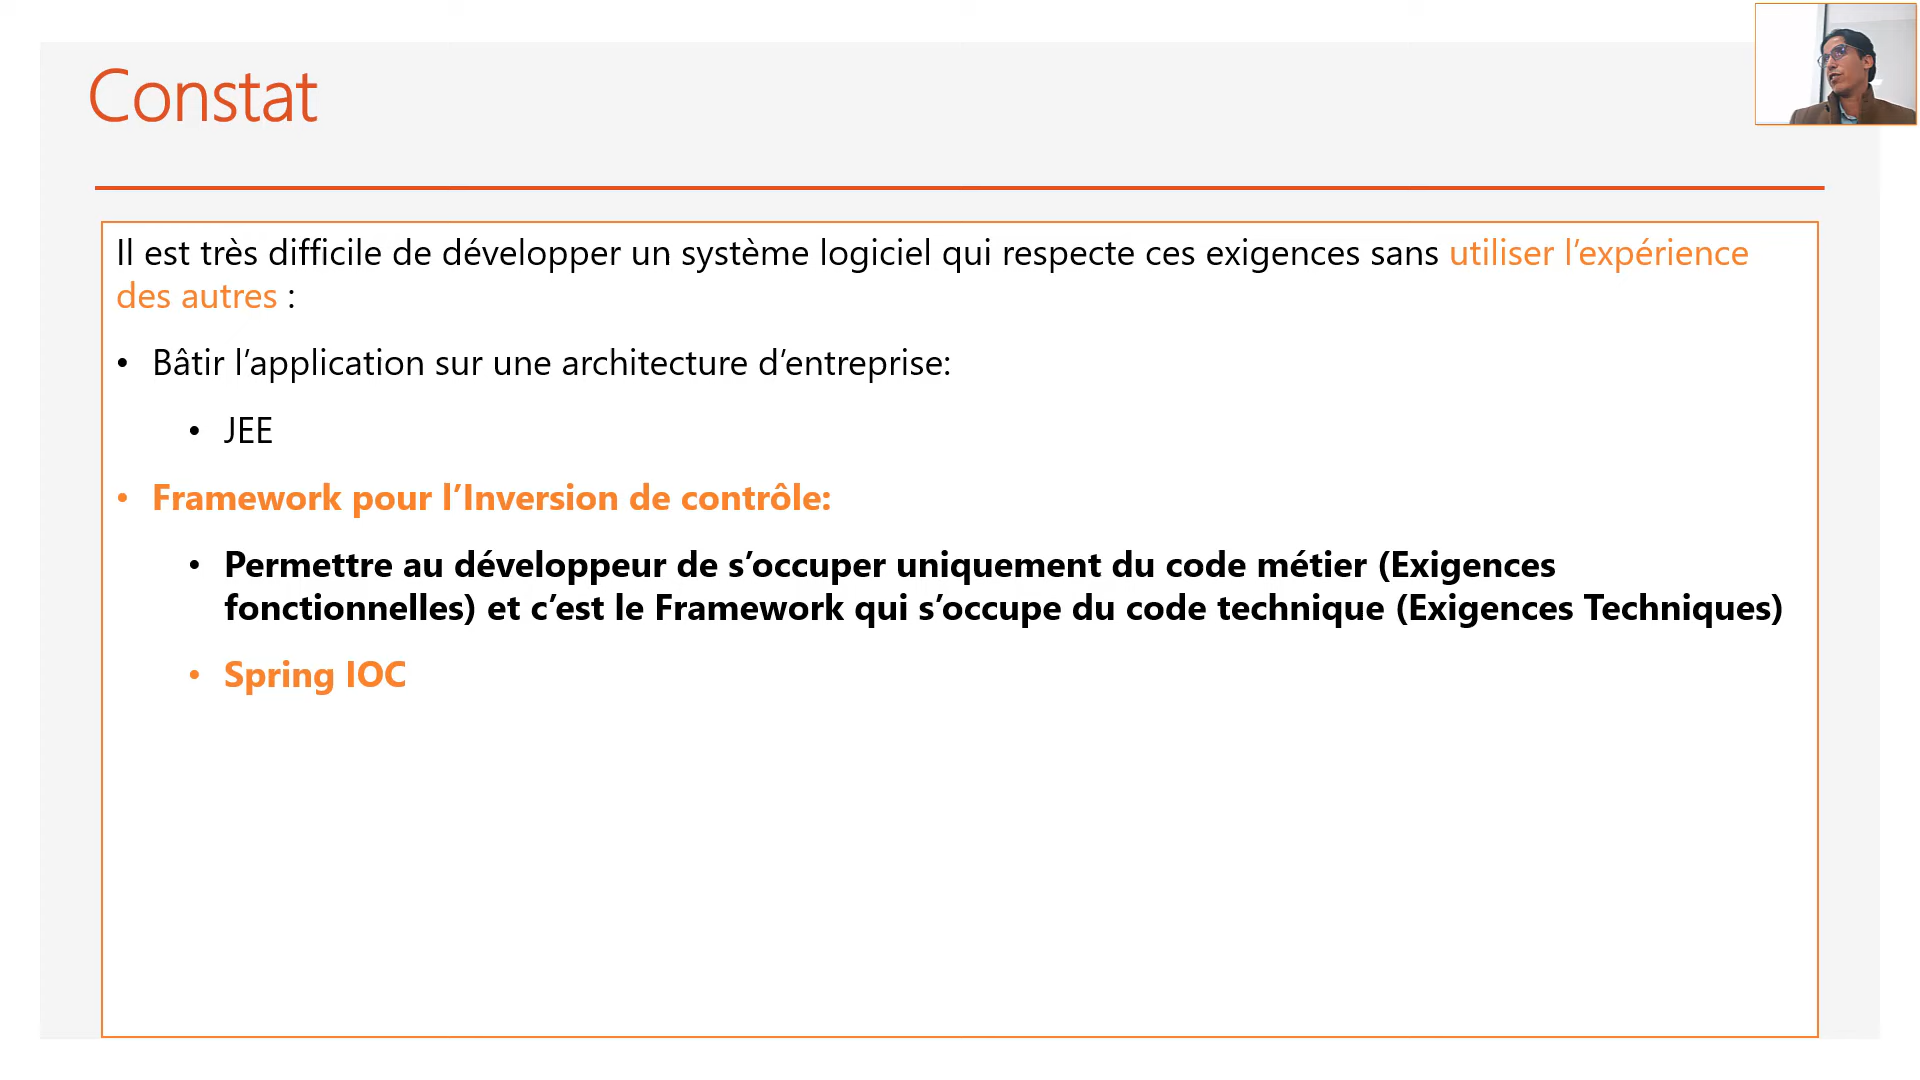 Constat
Il est très difficile de développer un système logiciel qui respecte ces exigences sans utiliser l’expérience
des autres :
• Bâtir l’application sur une architecture d’entreprise:
• JEE
• Framework pour l’Inversion de contrôle:
• Permettre au développeur de s’occuper uniquement du code métier (Exigences
fonctionnelles) et c’est le Framework qui s’occupe du code technique (Exigences Techniques)
• Spring IOC